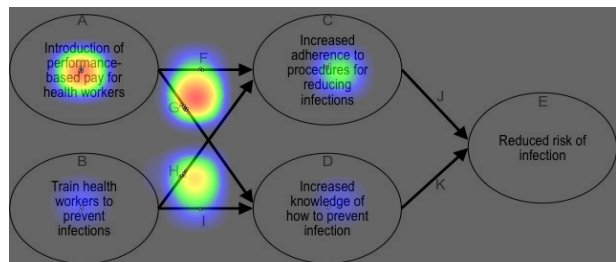 A
Introduction of
performance-
based pay for
health workers
F
C
Increased
adherence to
procedures for
reducing
infections
J
G
E
Reduced risk of
infection
B
Train health
workers to
prevent
infections
H
I
D
Increased
knowledge of
how to prevent
infection
K